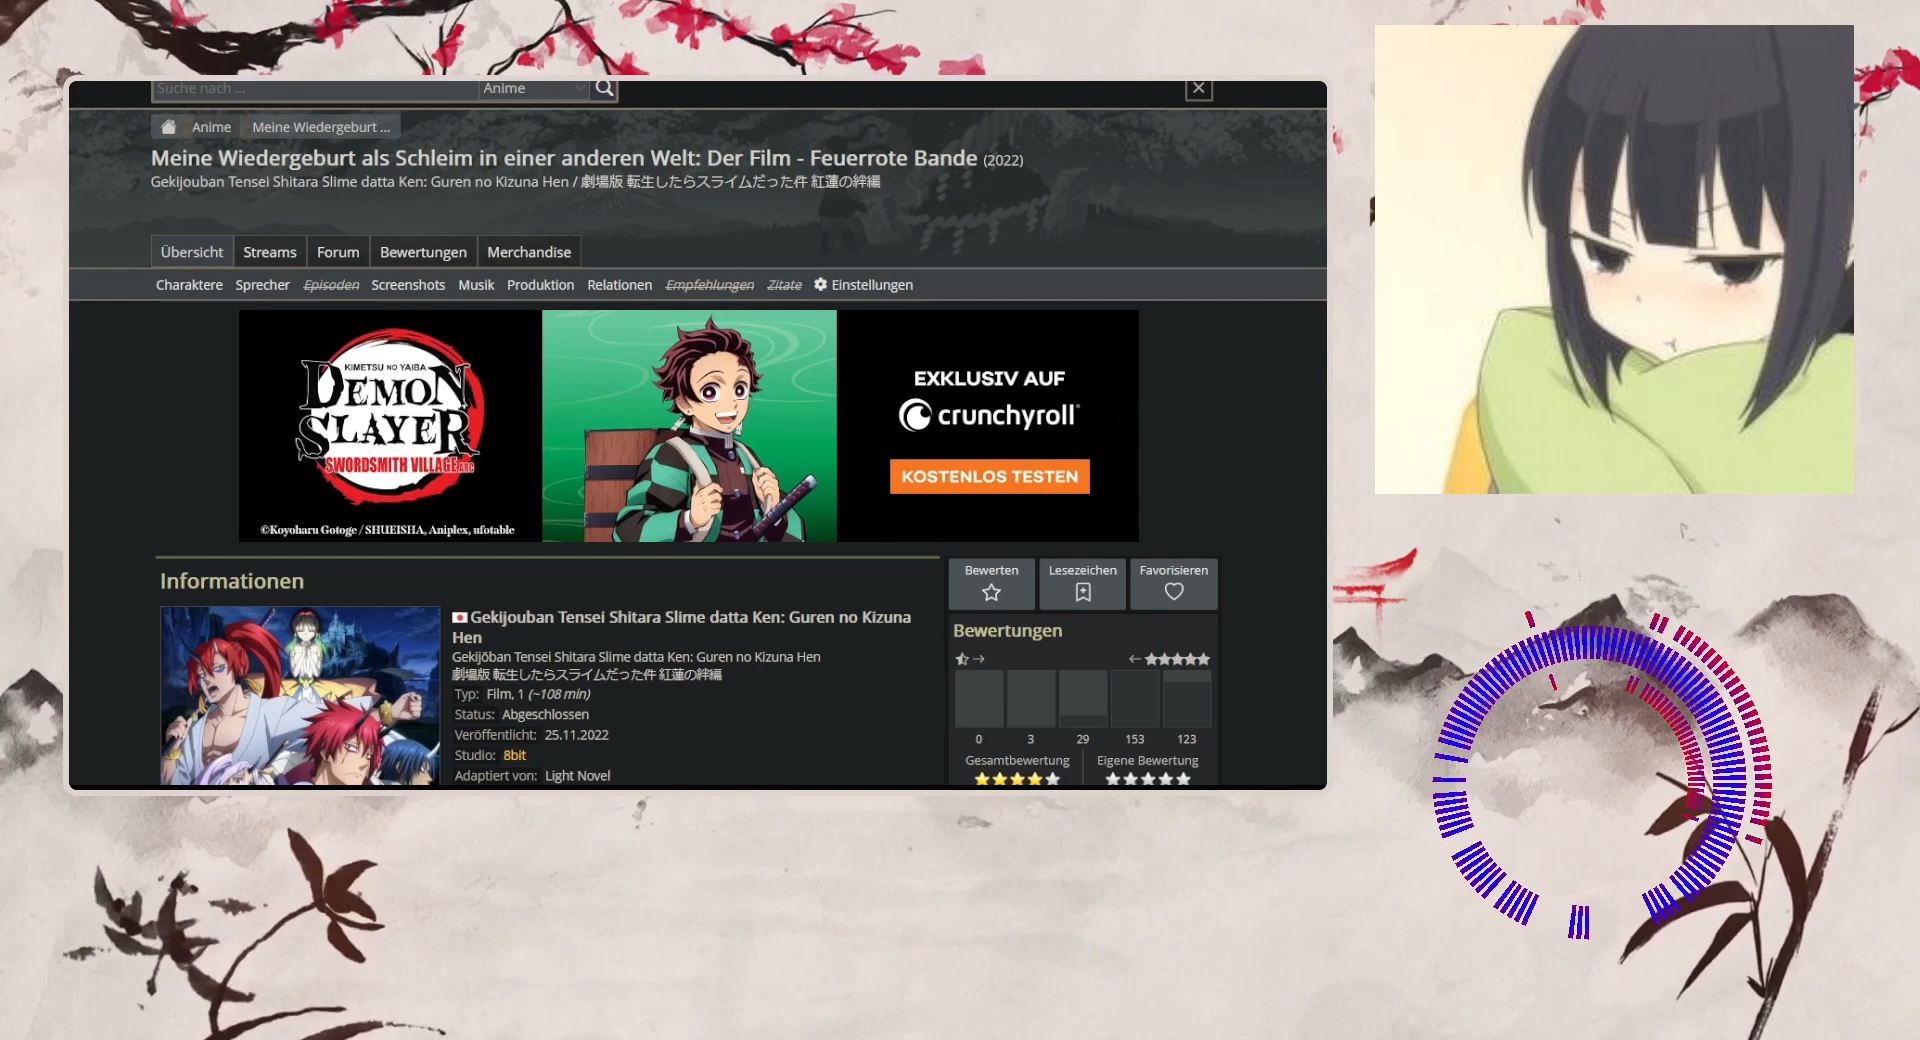 Suche nach ...
Anime
Anime
Meine Wiedergeburt ...
Meine Wiedergeburt als Schleim in einer anderen Welt: Der Film - Feuerrote Bande (2022)
Gekijouban Tensei Shitara Slime datta Ken: Guren no Kizuna Hen / 劇場版 転生したらスライムだった件 紅蓮の絆編
Übersicht
Streams
Forum
Bewertungen
Merchandise
Charaktere
Sprecher
Episoden
Screenshots
Musik
Produktion
Relationen
Empfehlungen
Zitate
Einstellungen
KIMETSU NO YAIBA
DEMON
SLAYER
SWORDSMITH VILLAGE ARC
©Koyoharu Gotoge / SHUEISHA, Aniplex, ufotable
EXKLUSIV AUF
crunchyroll
KOSTENLOS TESTEN
Informationen
Gekijouban Tensei Shitara Slime datta Ken: Guren no Kizuna
Hen
Gekijōban Tensei Shitara Slime datta Ken: Guren no Kizuna Hen
劇場版 転生したらスライムだった件 紅蓮の絆編
Typ: Film, 1 (~108 min)
Status: Abgeschlossen
Veröffentlicht: 25.11.2022
Studio: 8bit
Adaptiert von: Light Novel
Bewerten
Lesezeichen
Favorisieren
Bewertungen
0 3 29 153 123
Gesamtbewertung
Eigene Bewertung